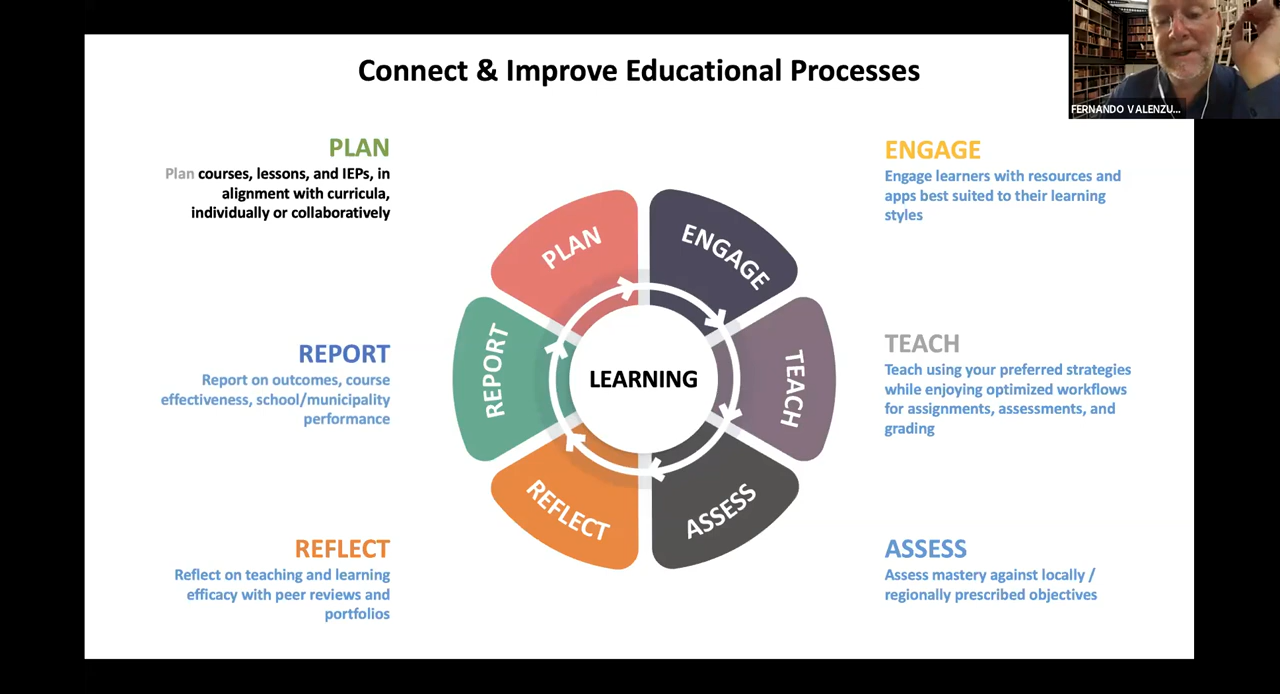 Connect & Improve Educational Processes
FERNANDO VALENZU...
PLAN
Plan courses, lessons, and IEPs, in
alignment with curricula,
individually or collaboratively
ENGAGE
Engage learners with resources and
apps best suited to their learning
styles
PLAN
ENGAGE
REPORT
TEACH
LEARNING
REFLECT
ASSESS
REPORT
Report on outcomes, course
effectiveness, school/municipality
performance
TEACH
Teach using your preferred strategies
while enjoying optimized workflows
for assignments, assessments, and
grading
REFLECT
Reflect on teaching and learning
efficacy with peer reviews and
portfolios
ASSESS
Assess mastery against locally /
regionally prescribed objectives